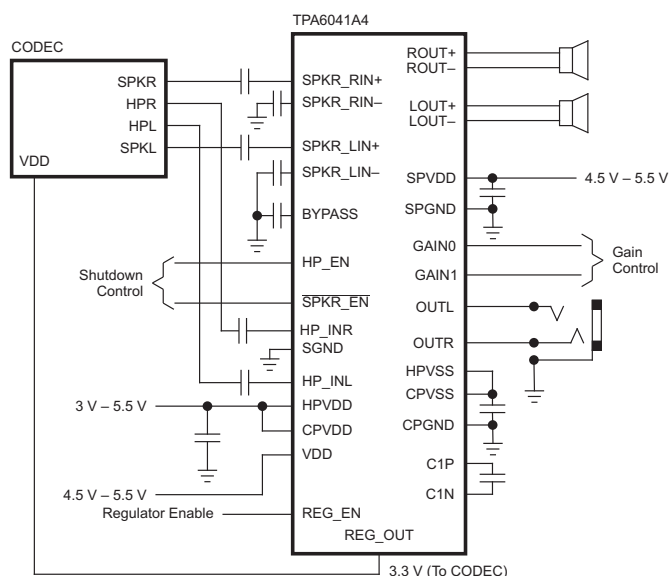 TPA6041A4
CODEC
SPKR
HPR
HPL
SPKL
VDD
SPKR_RIN+
SPKR_RIN–
SPKR_LIN+
SPKR_LIN–
BYPASS
HP_EN
SPKR_EN
HP_INR
SGND
HP_INL
HPVDD
CPVDD
VDD
REG_EN
REG_OUT
ROUT+
ROUT–
LOUT+
LOUT–
SPVDD
SPGND
GAIN0
GAIN1
OUTL
OUTR
HPVSS
CPVSS
CPGND
C1P
C1N
Shutdown
Control
3 V – 5.5 V
4.5 V – 5.5 V
Regulator Enable
4.5 V – 5.5 V
Gain
Control
3.3 V (To CODEC)